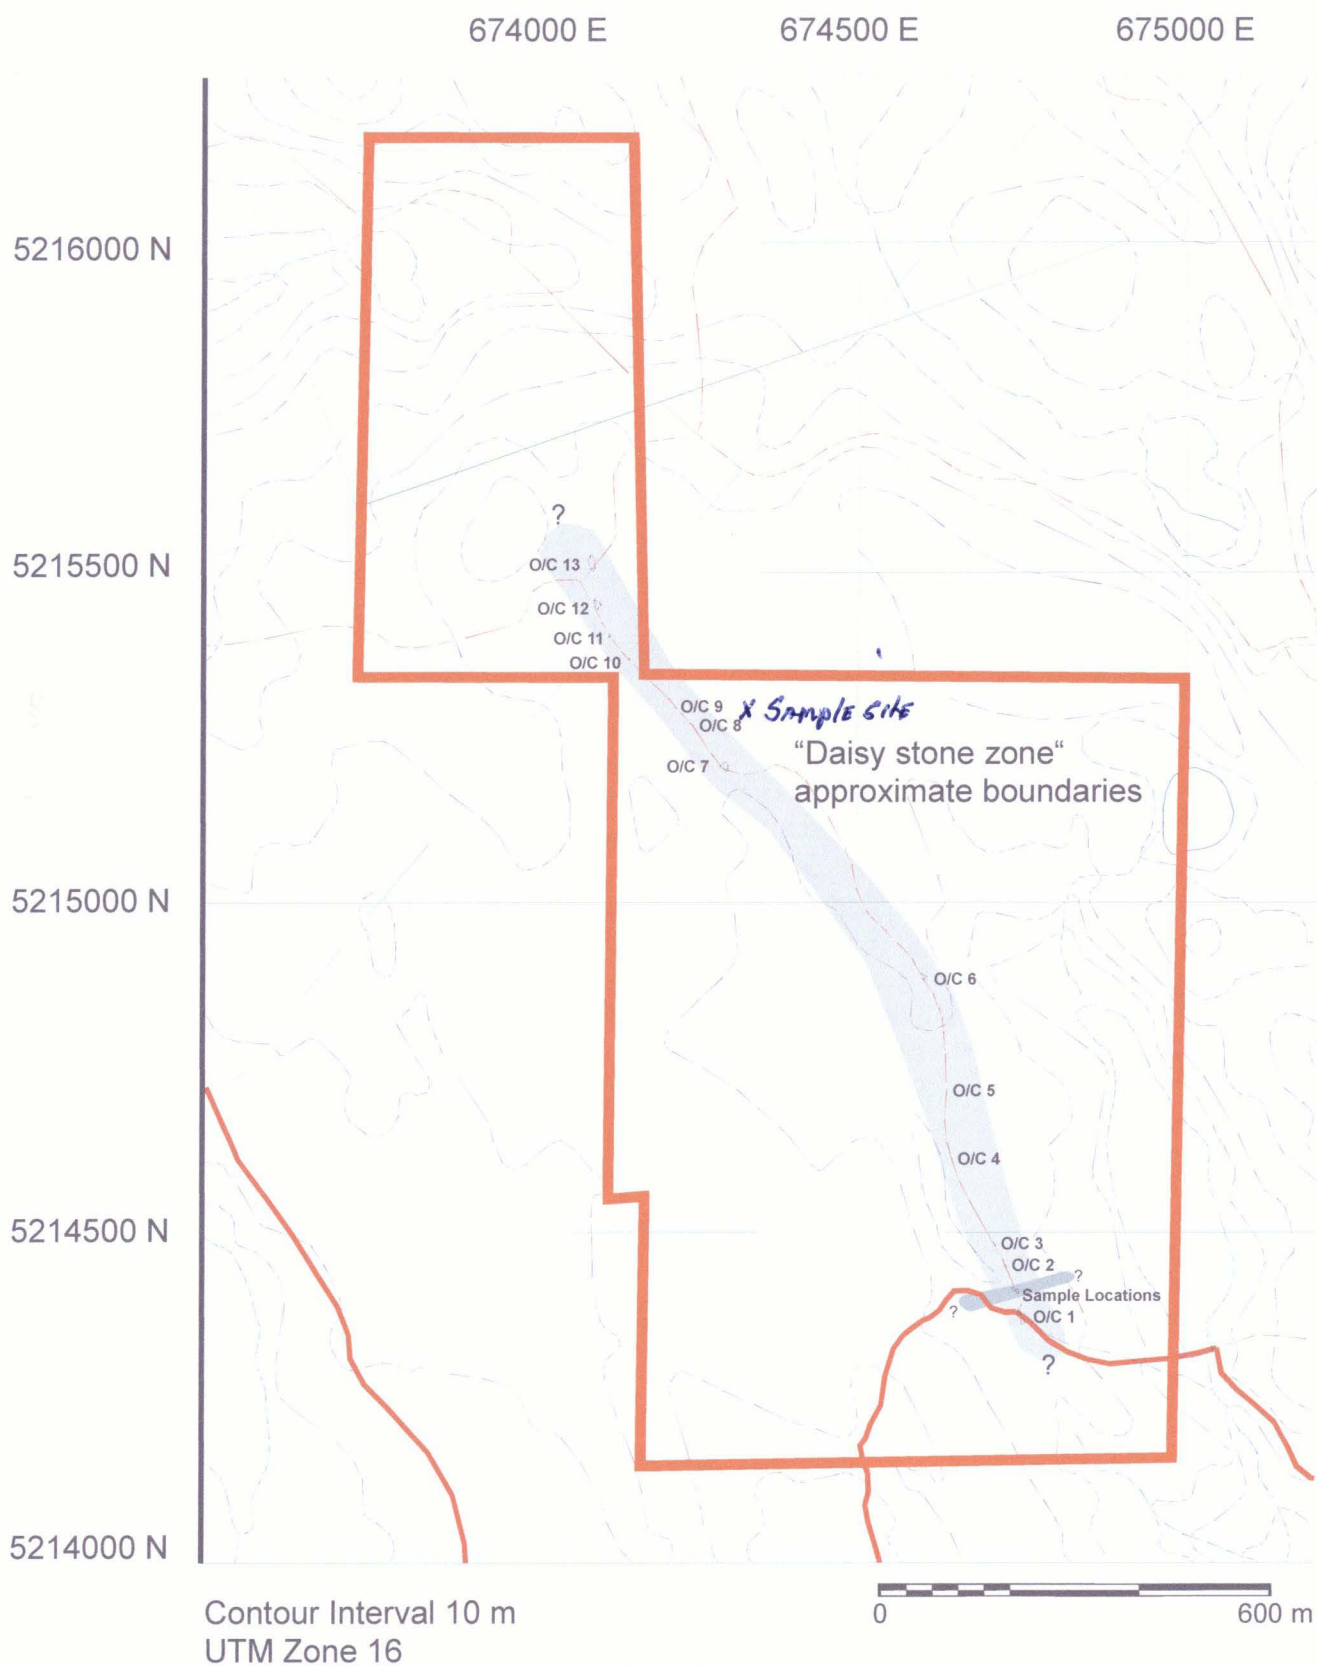 674000 E 674500 E 675000 E
5216000 N
?
5215500 N
O/C 13
O/C 12
O/C 11
O/C 10
O/C 9 X Sample site
O/C 8
“Daisy stone zone“
O/C 7
approximate boundaries
5215000 N
O/C 6
O/C 5
O/C 4
5214500 N
O/C 3
O/C 2
?
Sample Locations
?
O/C 1
?
5214000 N
Contour Interval 10 m
0 600 m
UTM Zone 16